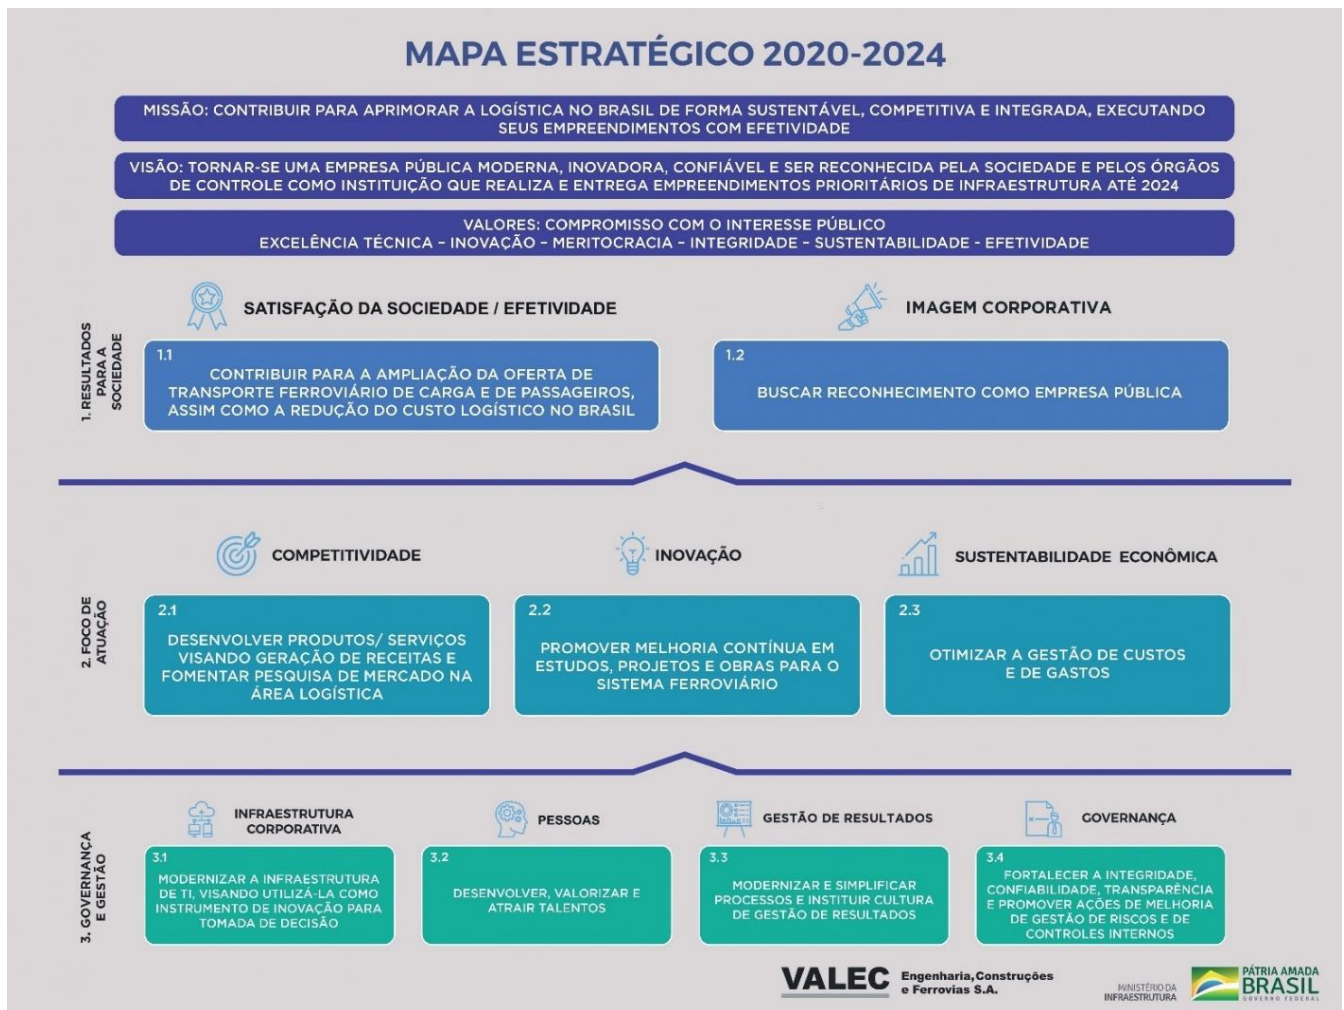 MAPA ESTRATÉGICO 2020-2024
MISSÃO: CONTRIBUIR PARA APRIMORAR A LOGÍSTICA NO BRASIL DE FORMA SUSTENTÁVEL, COMPETITIVA E INTEGRADA, EXECUTANDO
SEUS EMPREENDIMENTOS COM EFETIVIDADE
VISÃO: TORNAR-SE UMA EMPRESA PÚBLICA MODERNA, INOVADORA, CONFIÁVEL E SER RECONHECIDA PELA SOCIEDADE E PELOS ÓRGÃOS
DE CONTROLE COMO INSTITUIÇÃO QUE REALIZA E ENTREGA EMPREENDIMENTOS PRIORITÁRIOS DE INFRAESTRUTURA ATÉ 2024
VALORES: COMPROMISSO COM O INTERESSE PÚBLICO
EXCELÊNCIA TÉCNICA – INOVAÇÃO – MERITOCRACIA – INTEGRIDADE – SUSTENTABILIDADE - EFETIVIDADE
1. RESULTADOS
PARA A
SOCIEDADE
SATISFAÇÃO DA SOCIEDADE / EFETIVIDADE
1.1
CONTRIBUIR PARA A AMPLIAÇÃO DA OFERTA DE
TRANSPORTE FERROVIÁRIO DE CARGA E DE PASSAGEIROS,
ASSIM COMO A REDUÇÃO DO CUSTO LOGÍSTICO NO BRASIL
IMAGEM CORPORATIVA
1.2
BUSCAR RECONHECIMENTO COMO EMPRESA PÚBLICA
2. FOCO DE
ATUAÇÃO
COMPETITIVIDADE
2.1
DESENVOLVER PRODUTOS/ SERVIÇOS
VISANDO GERAÇÃO DE RECEITAS E
FOMENTAR PESQUISA DE MERCADO NA
ÁREA LOGÍSTICA
INOVAÇÃO
2.2
PROMOVER MELHORIA CONTÍNUA EM
ESTUDOS, PROJETOS E OBRAS PARA O
SISTEMA FERROVIÁRIO
SUSTENTABILIDADE ECONÔMICA
2.3
OTIMIZAR A GESTÃO DE CUSTOS
E DE GASTOS
3. GOVERNANÇA
E GESTÃO
INFRAESTRUTURA
CORPORATIVA
3.1
MODERNIZAR A INFRAESTRUTURA
DE TI, VISANDO UTILIZÁ-LA COMO
INSTRUMENTO DE INOVAÇÃO PARA
TOMADA DE DECISÃO
PESSOAS
3.2
DESENVOLVER, VALORIZAR E
ATRAIR TALENTOS
GESTÃO DE RESULTADOS
3.3
MODERNIZAR E SIMPLIFICAR
PROCESSOS E INSTITUIR CULTURA
DE GESTÃO DE RESULTADOS
GOVERNANÇA
3.4
FORTALECER A INTEGRIDADE,
CONFIABILIDADE, TRANSPARÊNCIA
E PROMOVER AÇÕES DE MELHORIA
DE GESTÃO DE RISCOS E DE
CONTROLES INTERNOS
VALEC
Engenharia, Construções
e Ferrovias S.A.
MINISTÉRIO DA
INFRAESTRUTURA
PÁTRIA AMADA
BRASIL
GOVERNO FEDERAL